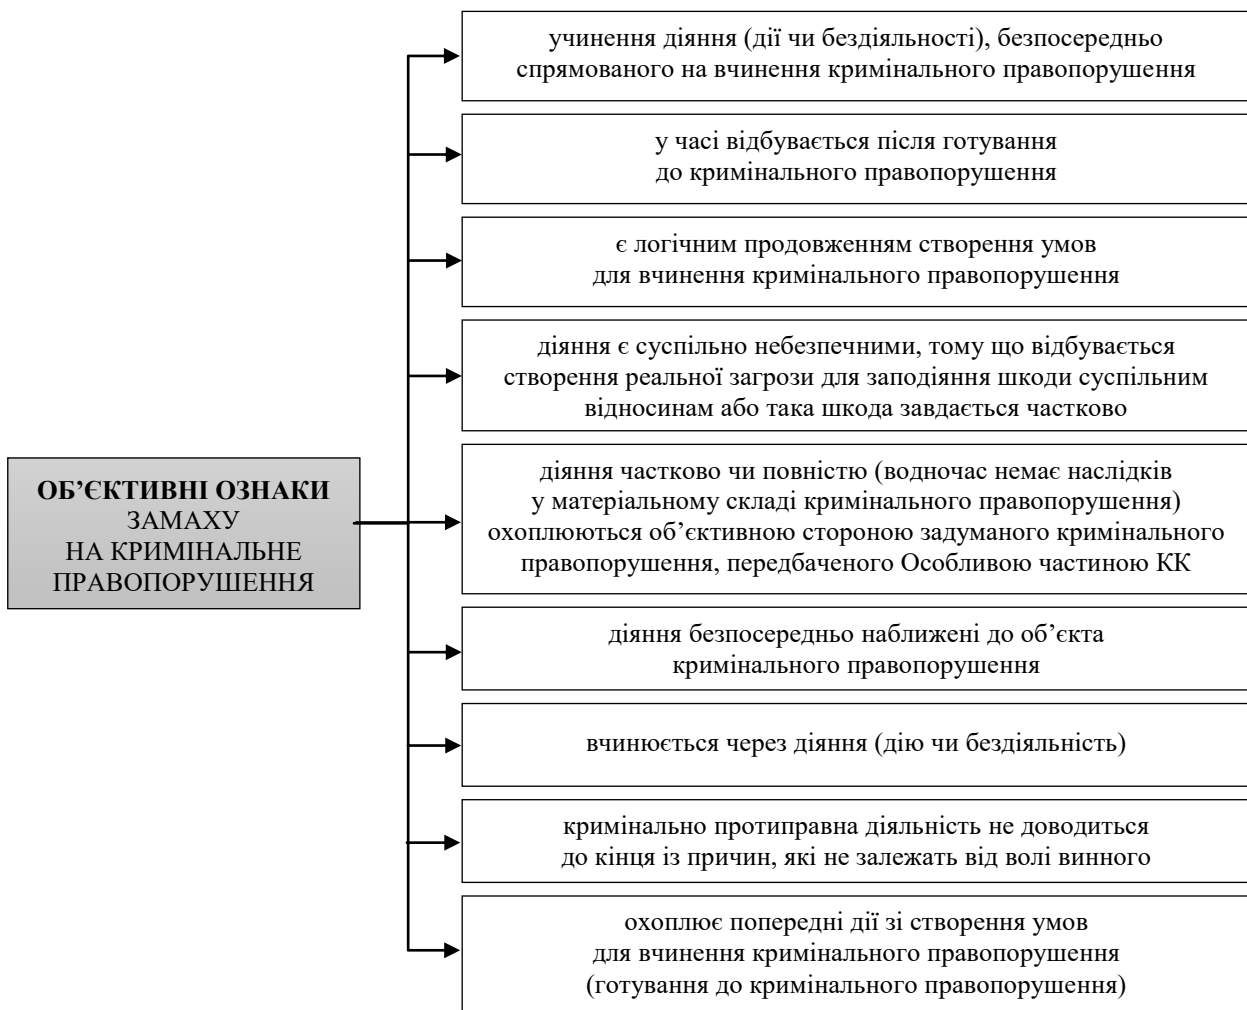 учинення діяння (дії чи бездіяльності), безпосередньо
спрямованого на вчинення кримінального правопорушення
у часі відбувається після готування
до кримінального правопорушення
є логічним продовженням створення умов
для вчинення кримінального правопорушення
діяння є суспільно небезпечними, тому що відбувається
створення реальної загрози для заподіяння шкоди суспільним
відносинам або така шкода завдається частково
ОБ’ЄКТИВНІ ОЗНАКИ
ЗАМАХУ
НА КРИМІНАЛЬНЕ
ПРАВОПОРУШЕННЯ
діяння частково чи повністю (водночас немає наслідків
у матеріальному складі кримінального правопорушення)
охоплюються об’єктивною стороною задуманого кримінального
правопорушення, передбаченого Особливою частиною КК
діяння безпосередньо наближені до об’єкта
кримінального правопорушення
вчинюється через діяння (дію чи бездіяльність)
кримінально протиправна діяльність не доводиться
до кінця із причин, які не залежать від волі винного
охоплює попередні дії зі створення умов
для вчинення кримінального правопорушення
(готування до кримінального правопорушення)